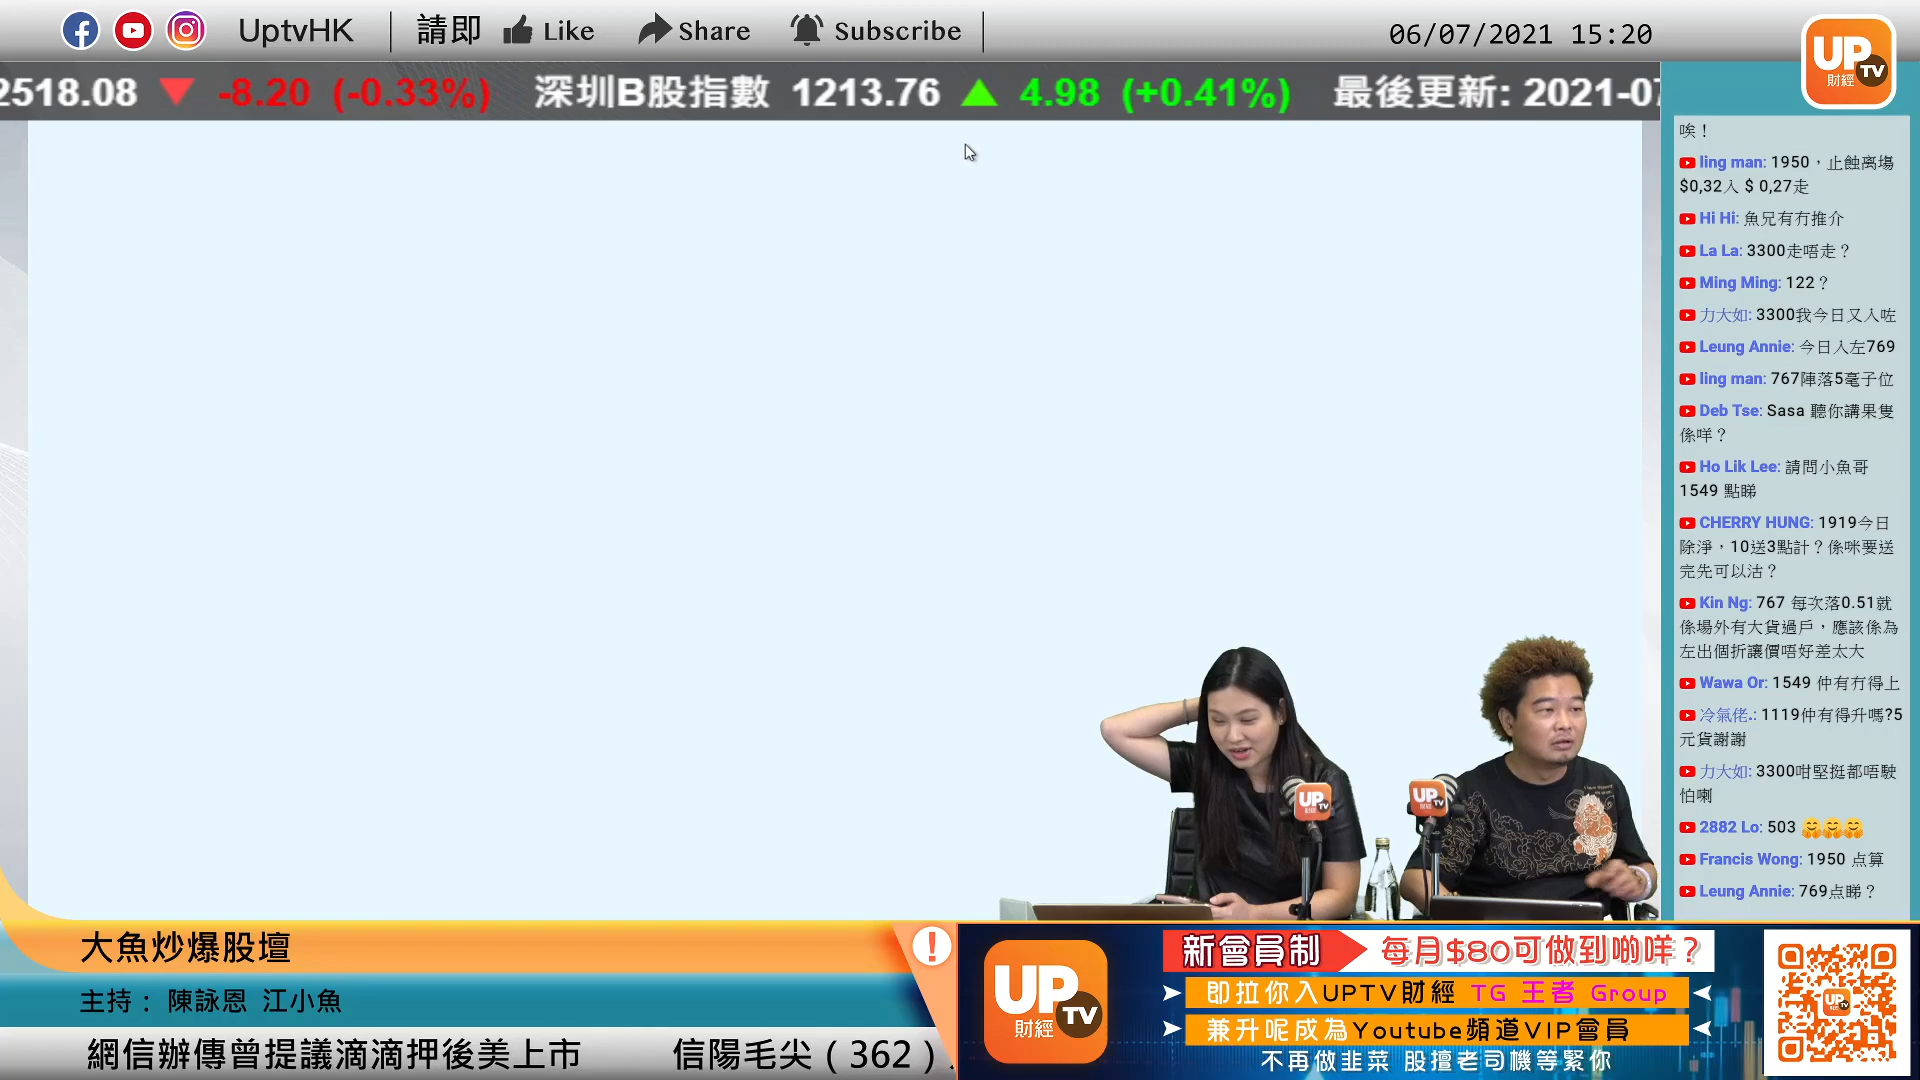 UptvHK 請即 Like Share Subscribe 06/07/2021 15:20
UP TV 財經
2518.08 ▼ -8.20 (-0.33%) 深圳B股指數 1213.76 ▲ 4.98 (+0.41%) 最後更新: 2021-07
唉！
ling man: 1950，止蝕离塲
$0,32入 $ 0,27走
Hi Hi: 魚兄有冇推介
La La: 3300走唔走？
Ming Ming: 122？
力大如: 3300我今日又入咗
Leung Annie: 今日入左769
ling man: 767陣落5毫子位
Deb Tse: Sasa 聽你講果隻
係咩？
Ho Lik Lee: 請問小魚哥
1549 點睇
CHERRY HUNG: 1919今日
除淨，10送3點計？係咪要送
完先可以沽？
Kin Ng: 767 每次落0.51就
係場外有大貨過戶，應該係為
左出個折讓價唔好差太大
Wawa Or: 1549 仲有冇得上
冷氣佬.: 1119仲有得升嗎?5
元貨謝謝
力大如: 3300咁堅挺都唔駛
怕喇
2882 Lo: 503 🤗🤗🤗
Francis Wong: 1950 点算
Leung Annie: 769点睇？
UP TV
UP TV
大魚炒爆股壇
主持： 陳詠恩 江小魚
網信辦傳曾提議滴滴押後美上市 信陽毛尖（362）
!
UP TV 財經
新會員制 每月$80可做到啲咩？
即拉你入UPTV財經 TG 王者 Group
兼升呢成為Youtube頻道VIP會員
不再做韭菜 股擅老司機等緊你
UP TV